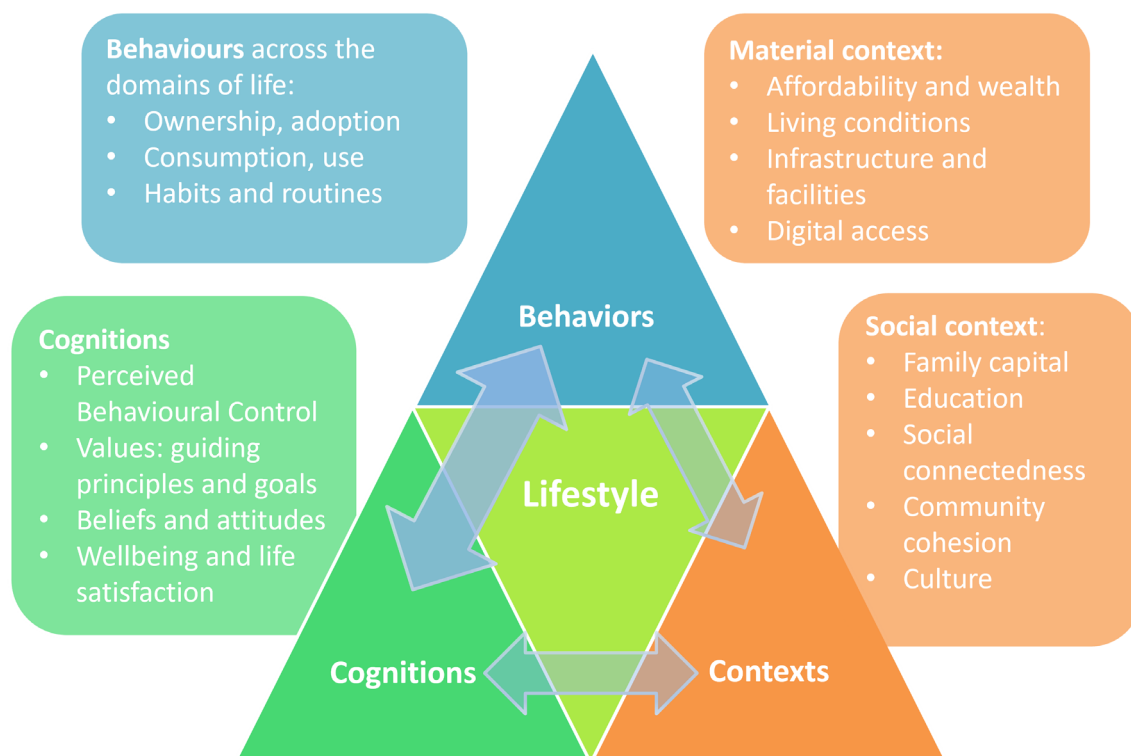 Behaviours across the
domains of life:
• Ownership, adoption
• Consumption, use
• Habits and routines
Material context:
• Affordability and wealth
• Living conditions
• Infrastructure and
facilities
• Digital access
Cognitions
• Perceived
Behavioural Control
• Values: guiding
principles and goals
• Beliefs and attitudes
• Wellbeing and life
satisfaction
Social context:
• Family capital
• Education
• Social
connectedness
• Community
cohesion
• Culture
Behaviors
Lifestyle
Cognitions
Contexts